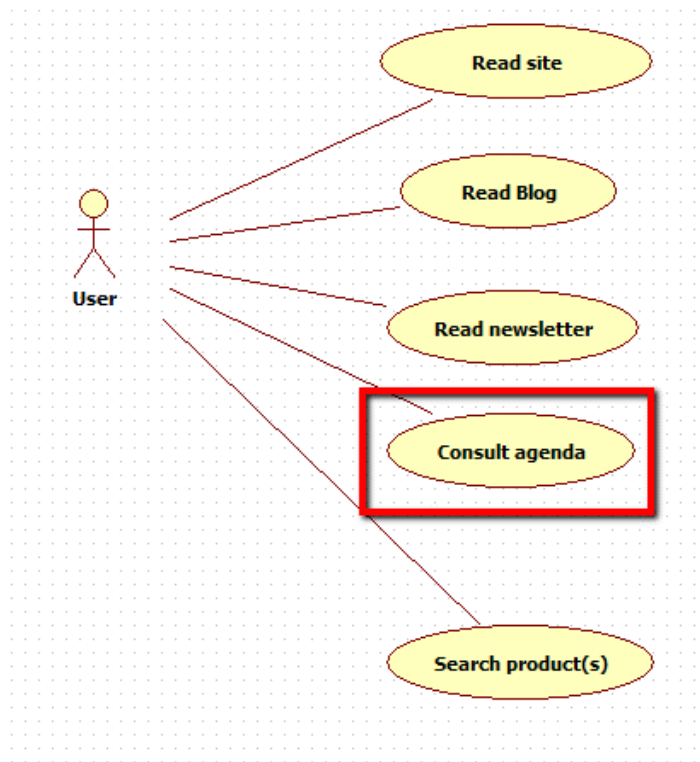 Read site
Read Blog
User
Read newsletter
Consult agenda
Search product(s)